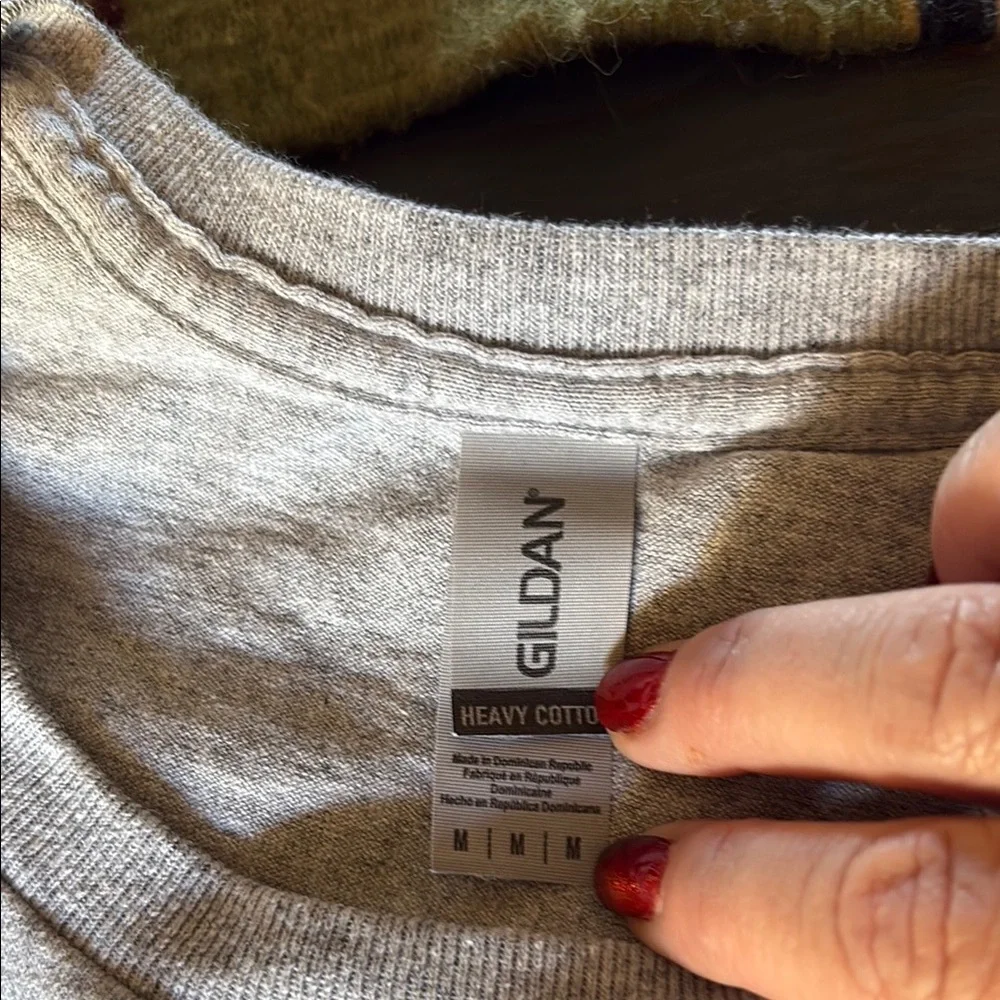 GILDAN®
HEAVY COTTO
Made in Dominican Republic
Fabriqué en République
Dominicaine
Hecho en República Dominicana
M | M | M